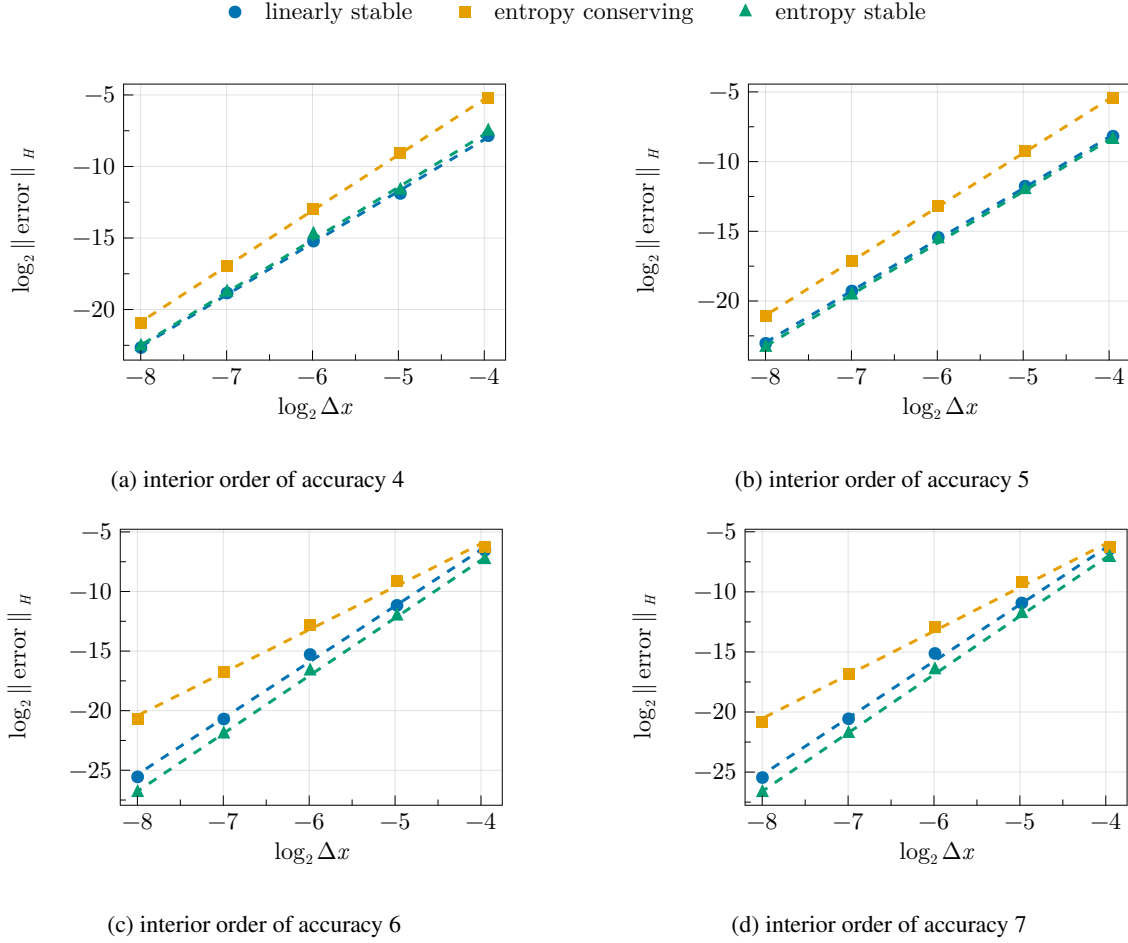 linearly stable entropy conserving entropy stable
−5
−10
−15
−20
log₂ || error ||_H
−8 −7 −6 −5 −4
log₂ Δx
(a) interior order of accuracy 4
−5
−10
−15
−20
log₂ || error ||_H
−8 −7 −6 −5 −4
log₂ Δx
(b) interior order of accuracy 5
−5
−10
−15
−20
−25
log₂ || error ||_H
−8 −7 −6 −5 −4
log₂ Δx
(c) interior order of accuracy 6
−5
−10
−15
−20
−25
log₂ || error ||_H
−8 −7 −6 −5 −4
log₂ Δx
(d) interior order of accuracy 7